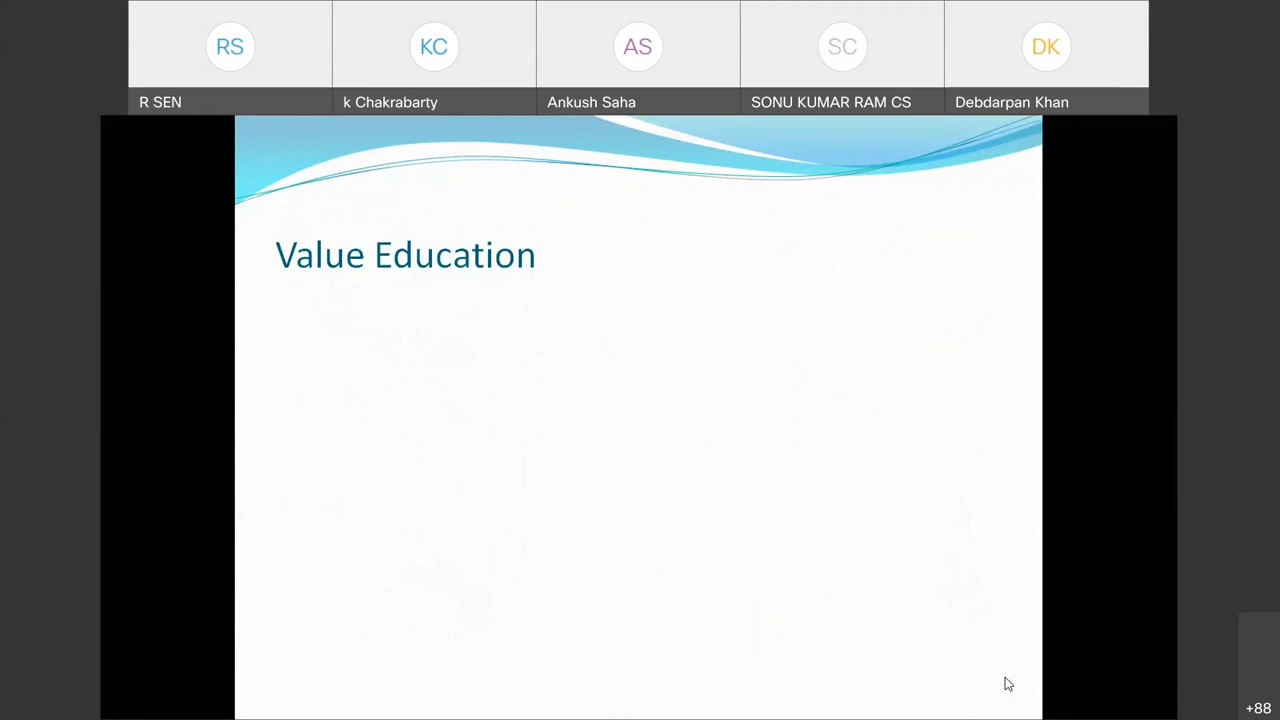 RS
KC
AS
SC
DK
R SEN
k Chakrabarty
Ankush Saha
SONU KUMAR RAM CS
Debdarpan Khan
Value Education
+88